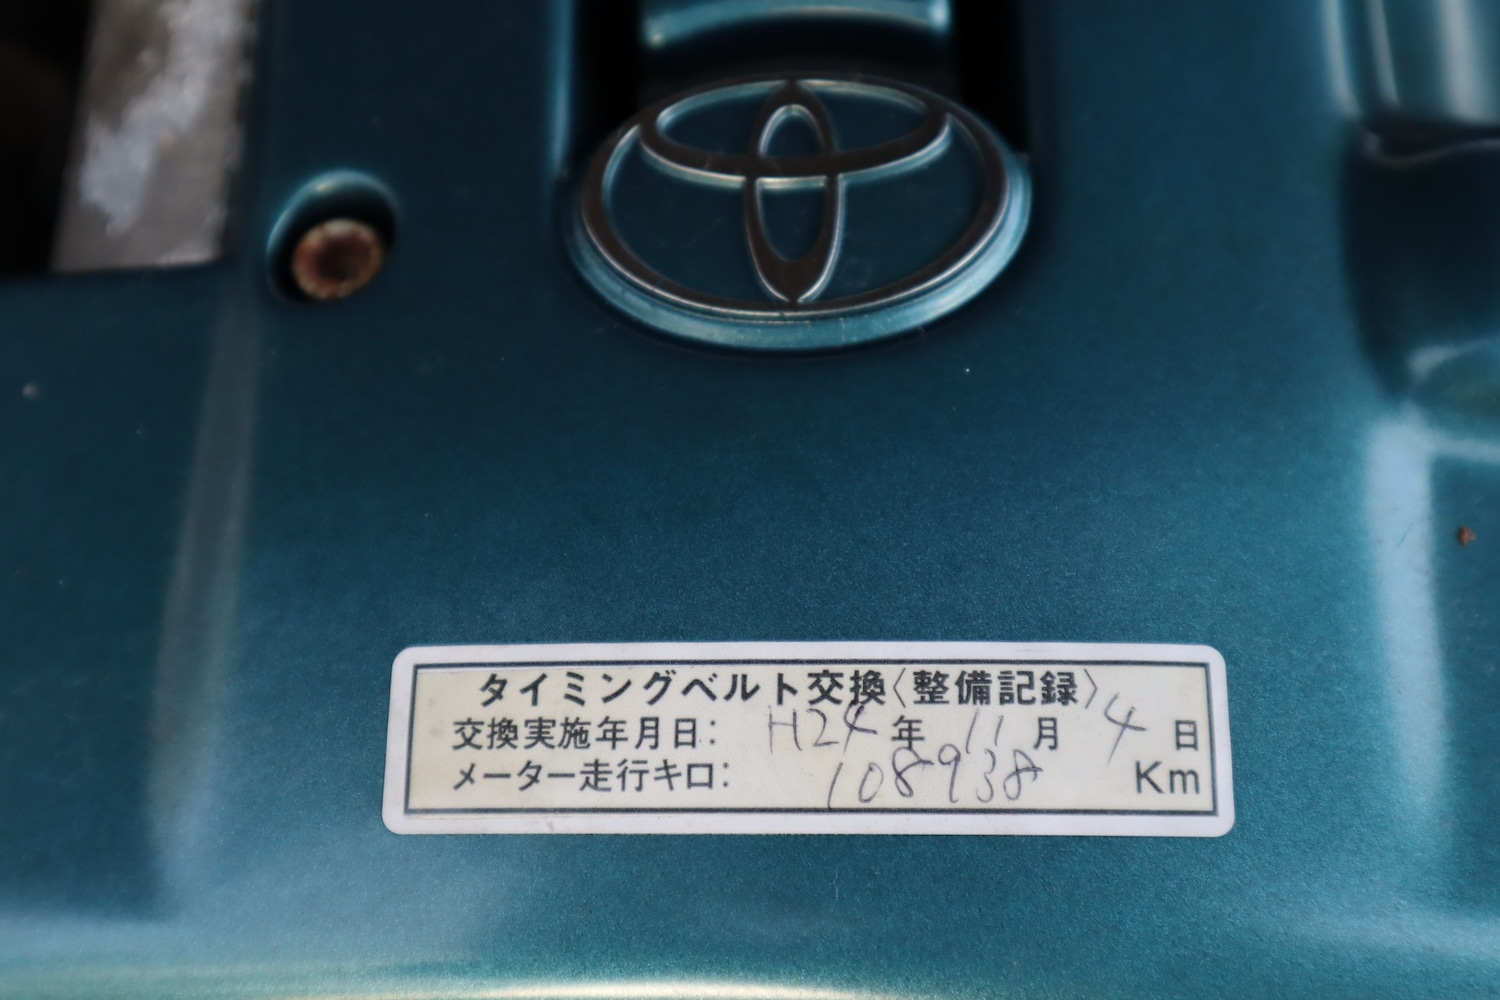 タイミングベルト交換〈整備記録〉
交換実施年月日： H24 年 11 月 4 日
メーター走行キロ： 108938 Km